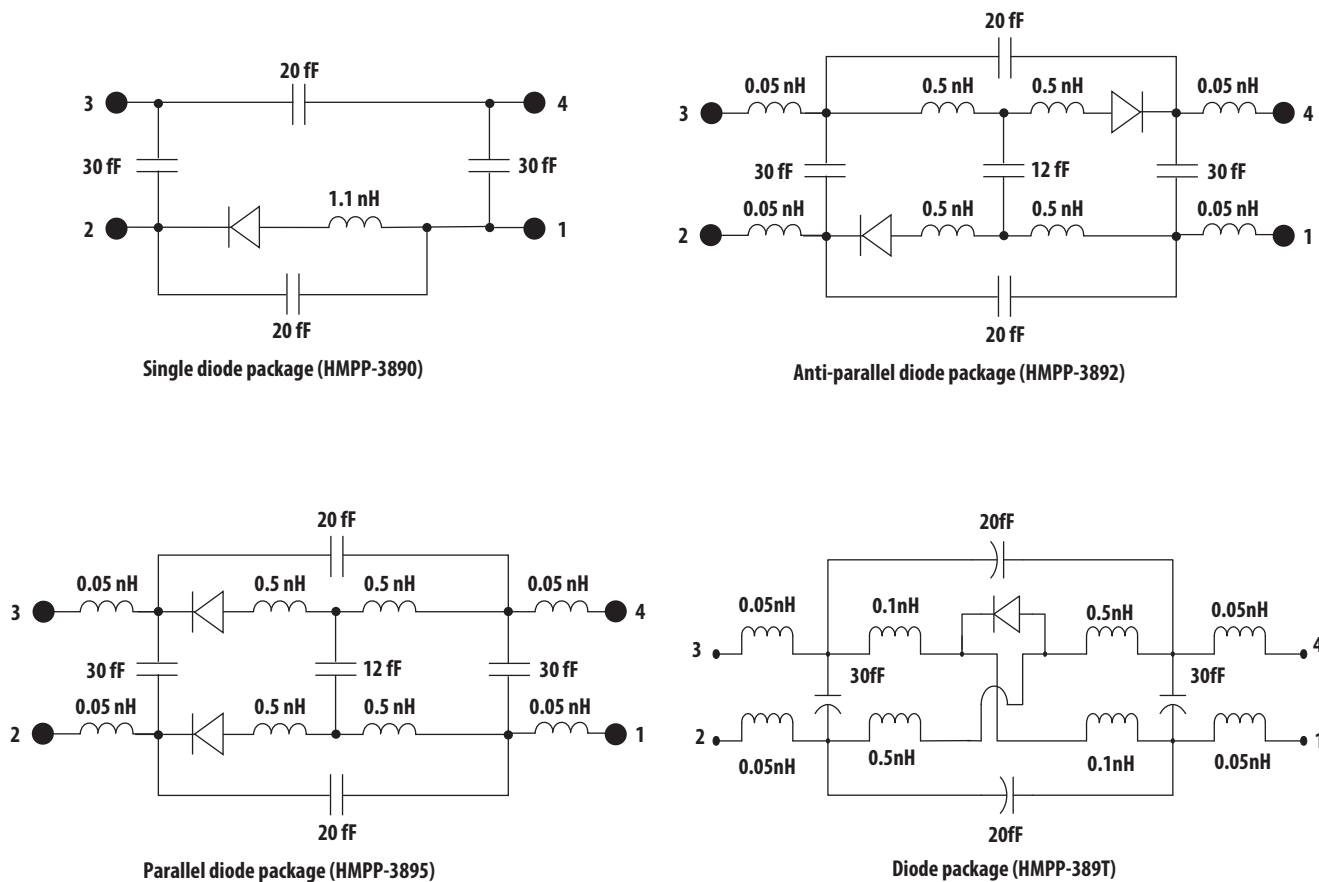 20 fF
3
4
30 fF
30 fF
1.1 nH
2
1
20 fF
Single diode package (HMPP-3890)
20 fF
0.05 nH
0.5 nH
0.5 nH
0.05 nH
3
4
30 fF
12 fF
30 fF
0.05 nH
0.5 nH
0.5 nH
0.05 nH
2
1
20 fF
Anti-parallel diode package (HMPP-3892)
20 fF
0.05 nH
0.5 nH
0.5 nH
0.05 nH
3
4
30 fF
12 fF
30 fF
0.05 nH
0.5 nH
0.5 nH
0.05 nH
2
1
20 fF
Parallel diode package (HMPP-3895)
20fF
0.05nH
0.1nH
0.5nH
0.05nH
3
4
30fF
30fF
2
1
0.05nH
0.5nH
0.1nH
0.05nH
20fF
Diode package (HMPP-389T)